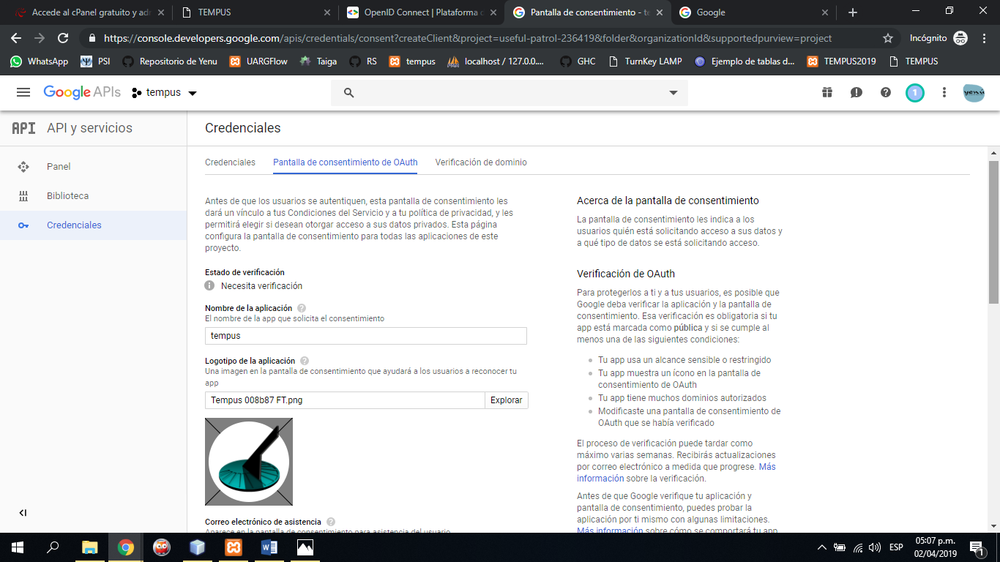 Accede al cPanel gratuito y adr
TEMPUS
OpenID Connect | Plataforma d
Pantalla de consentimiento - te
Google
https://console.developers.google.com/apis/credentials/consent?createClient&project=useful-patrol-236419&folder&organizationId&supportedpurview=project
Incógnito
WhatsApp
PSI
Repositorio de Yenu
UARGFlow
Taiga
RS
tempus
localhost / 127.0.0....
GHC
TurnKey LAMP
Ejemplo de tablas d...
TEMPUS2019
TEMPUS
Google APIs
tempus
1
yenú
API
API y servicios
Credenciales
Panel
Biblioteca
Credenciales
Credenciales
Pantalla de consentimiento de OAuth
Verificación de dominio
Antes de que los usuarios se autentiquen, esta pantalla de consentimiento les
dará un vínculo a tus Condiciones del Servicio y a tu política de privacidad, y les
permitirá elegir si desean otorgar acceso a sus datos privados. Esta página
configura la pantalla de consentimiento para todas las aplicaciones de este
proyecto.
Estado de verificación
Necesita verificación
Nombre de la aplicación
El nombre de la app que solicita el consentimiento
tempus
Logotipo de la aplicación
Una imagen en la pantalla de consentimiento que ayudará a los usuarios a reconocer tu
app
Tempus 008b87 FT.png
Explorar
Correo electrónico de asistencia
Aparece en la pantalla de consentimiento para asistencia del usuario
Acerca de la pantalla de consentimiento
La pantalla de consentimiento les indica a los
usuarios quién está solicitando acceso a sus datos y
a qué tipo de datos se está solicitando acceso.
Verificación de OAuth
Para protegerlos a ti y a tus usuarios, es posible que
Google deba verificar la aplicación y la pantalla de
consentimiento. Esa verificación es obligatoria si tu
app está marcada como pública y si se cumple al
menos una de las siguientes condiciones:
Tu app usa un alcance sensible o restringido
Tu app muestra un ícono en la pantalla de
consentimiento de OAuth
Tu app tiene muchos dominios autorizados
Modificaste una pantalla de consentimiento de
OAuth que se había verificado
El proceso de verificación puede tardar como
máximo varias semanas. Recibirás actualizaciones
por correo electrónico a medida que progrese. Más
información sobre la verificación.
Antes de que Google verifique tu aplicación y
pantalla de consentimiento, puedes probar la
aplicación por ti mismo con algunas limitaciones.
Más información sobre cómo se comportará tu app
ESP
05:07 p.m.
02/04/2019
1